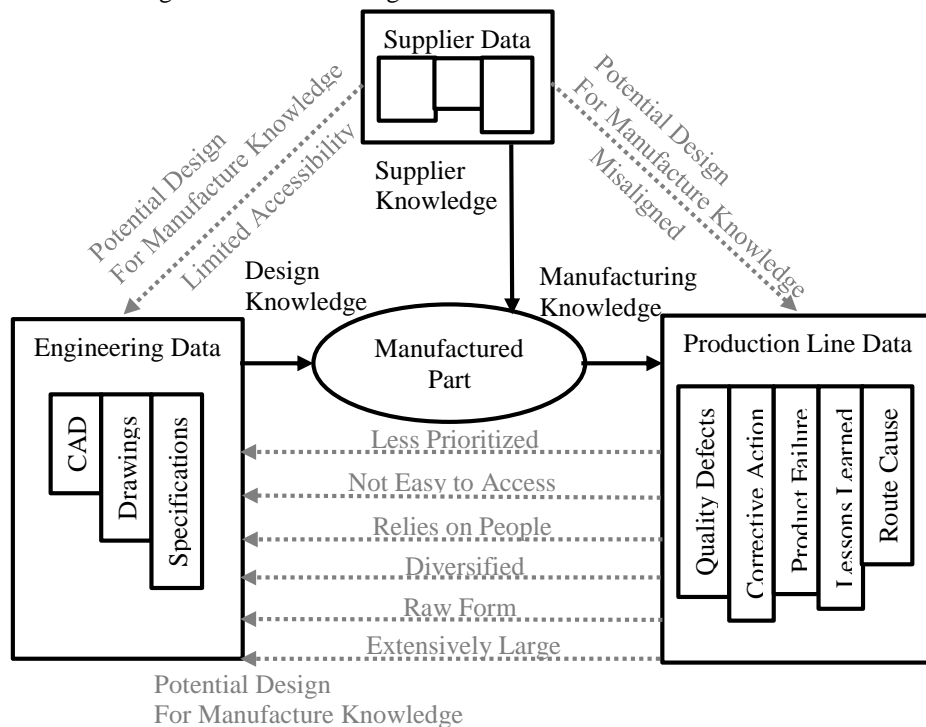 Supplier Data
Potential Design
For Manufacture Knowledge
Limited Accessibility
Potential Design
For Manufacture Knowledge
Misaligned
Supplier
Knowledge
Design
Knowledge
Manufacturing
Knowledge
Engineering Data
CAD
Drawings
Specifications
Manufactured
Part
Production Line Data
Quality Defects
Corrective Action
Product Failure
Lessons Learned
Route Cause
Less Prioritized
Not Easy to Access
Relies on People
Diversified
Raw Form
Extensively Large
Potential Design
For Manufacture Knowledge